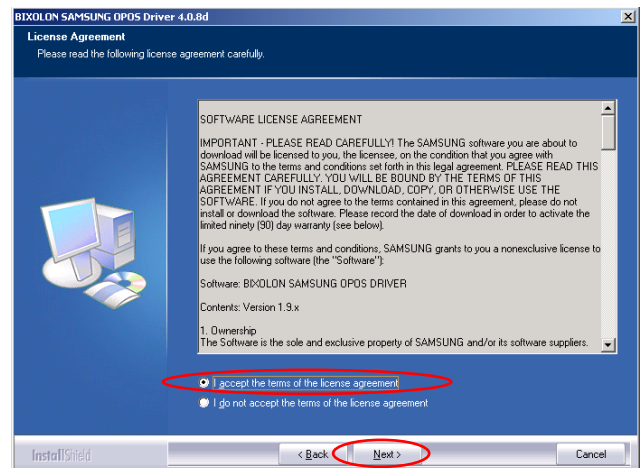 BIXOLON SAMSUNG OPOS Driver 4.0.8d
License Agreement
Please read the following license agreement carefully.
SOFTWARE LICENSE AGREEMENT
IMPORTANT - PLEASE READ CAREFULLY! The SAMSUNG software you are about to
download will be licensed to you, the licensee, on the condition that you agree with
SAMSUNG to the terms and conditions set forth in this legal agreement. PLEASE READ THIS
AGREEMENT CAREFULLY. YOU WILL BE BOUND BY THE TERMS OF THIS
AGREEMENT IF YOU INSTALL, DOWNLOAD, COPY, OR OTHERWISE USE THE
SOFTWARE. If you do not agree to the terms contained in this agreement, please do not
install or download the software. Please record the date of download in order to activate the
limited ninety (90) day warranty (see below).
If you agree to these terms and conditions, SAMSUNG grants to you a nonexclusive license to
use the following software (the "Software"):
Software: BIXOLON SAMSUNG OPOS DRIVER
Contents: Version 1.9.x
1. Ownership
The Software is the sole and exclusive property of SAMSUNG and/or its software suppliers.
I accept the terms of the license agreement
I do not accept the terms of the license agreement
InstallShield
< Back
Next >
Cancel